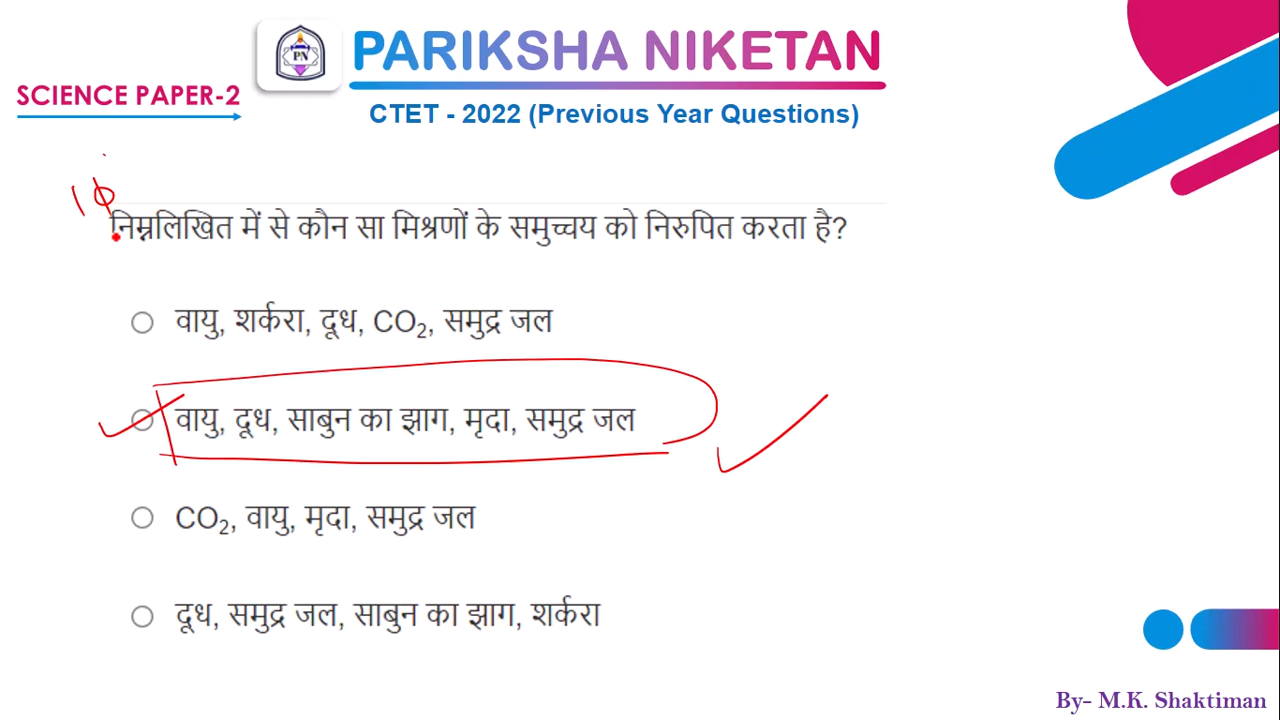 PN
PARIKSHA NIKETAN
SCIENCE PAPER-2
CTET - 2022 (Previous Year Questions)
10
निम्नलिखित में से कौन सा मिश्रणों के समुच्चय को निरुपित करता है?
वायु, शर्करा, दूध, CO₂, समुद्र जल
वायु, दूध, साबुन का झाग, मृदा, समुद्र जल
CO₂, वायु, मृदा, समुद्र जल
दूध, समुद्र जल, साबुन का झाग, शर्करा
By- M.K. Shaktiman